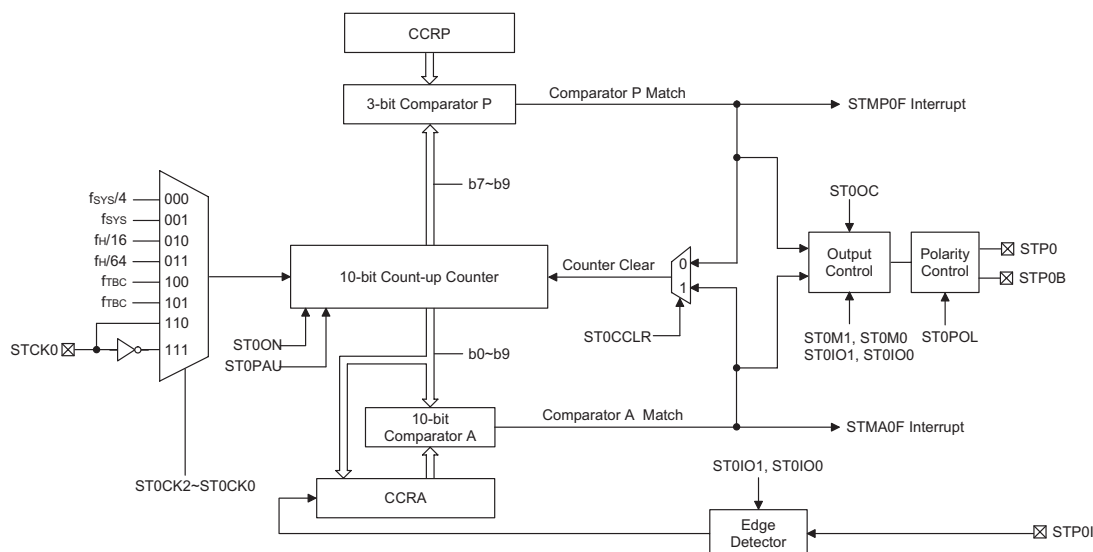 CCRP
3-bit Comparator P
Comparator P Match
STMP0F Interrupt
b7~b9
fSYS/4
fSYS
fH/16
fH/64
fTBC
fTBC
000
001
010
011
100
101
110
111
STCK0
ST0CK2~ST0CK0
10-bit Count-up Counter
ST0ON
ST0PAU
Counter Clear
0
1
ST0CCLR
ST0OC
Output
Control
Polarity
Control
STP0
STP0B
ST0M1, ST0M0
ST0IO1, ST0IO0
ST0POL
b0~b9
10-bit
Comparator A
Comparator A Match
STMA0F Interrupt
CCRA
ST0IO1, ST0IO0
Edge
Detector
STP0I